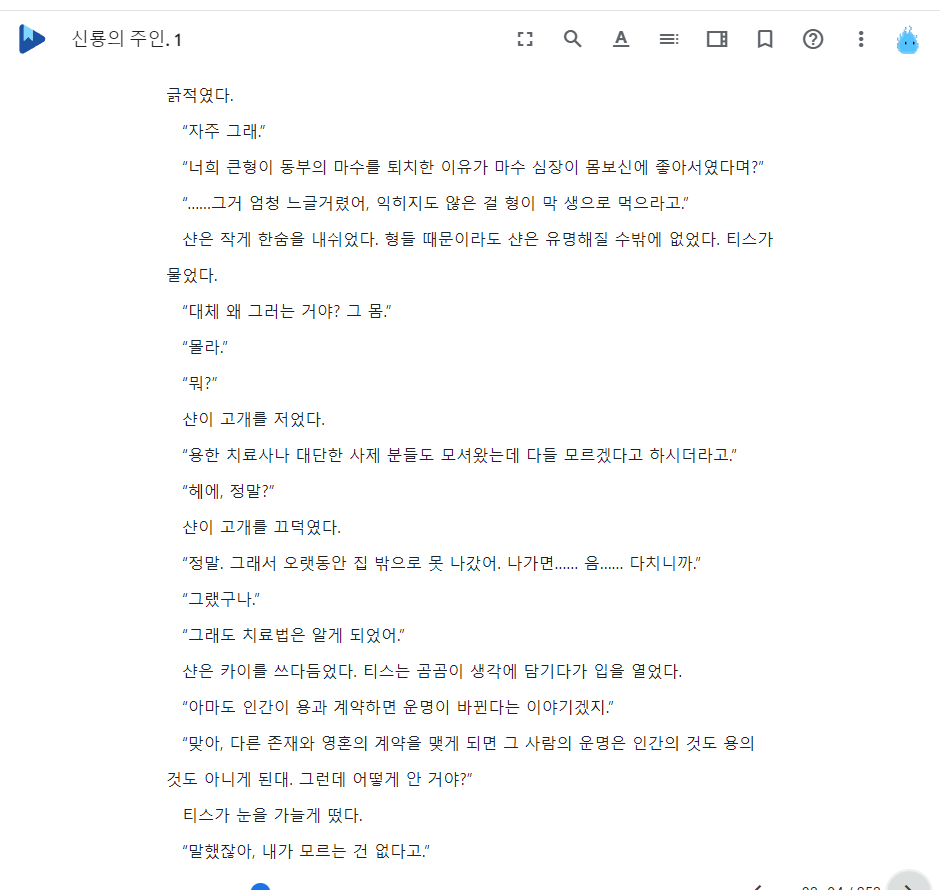 신룡의 주인. 1
긁적였다.
“자주 그래.”
“너희 큰형이 동부의 마수를 퇴치한 이유가 마수 심장이 몸보신에 좋아서였다며?”
“……그거 엄청 느글거렸어, 익히지도 않은 걸 형이 막 생으로 먹으라고.”
샨은 작게 한숨을 내쉬었다. 형들 때문이라도 샨은 유명해질 수밖에 없었다. 티스가
물었다.
“대체 왜 그러는 거야? 그 몸.”
“몰라.”
“뭐?”
샨이 고개를 저었다.
“용한 치료사나 대단한 사제 분들도 모셔왔는데 다들 모르겠다고 하시더라고.”
“헤에, 정말?”
샨이 고개를 끄덕였다.
“정말. 그래서 오랫동안 집 밖으로 못 나갔어. 나가면…… 음…… 다치니까.”
“그랬구나.”
“그래도 치료법은 알게 되었어.”
샨은 카이를 쓰다듬었다. 티스는 곰곰이 생각에 담기다가 입을 열었다.
“아마도 인간이 용과 계약하면 운명이 바뀐다는 이야기겠지.”
“맞아, 다른 존재와 영혼의 계약을 맺게 되면 그 사람의 운명은 인간의 것도 용의
것도 아니게 된대. 그런데 어떻게 안 거야?”
티스가 눈을 가늘게 떴다.
“말했잖아, 내가 모르는 건 없다고.”